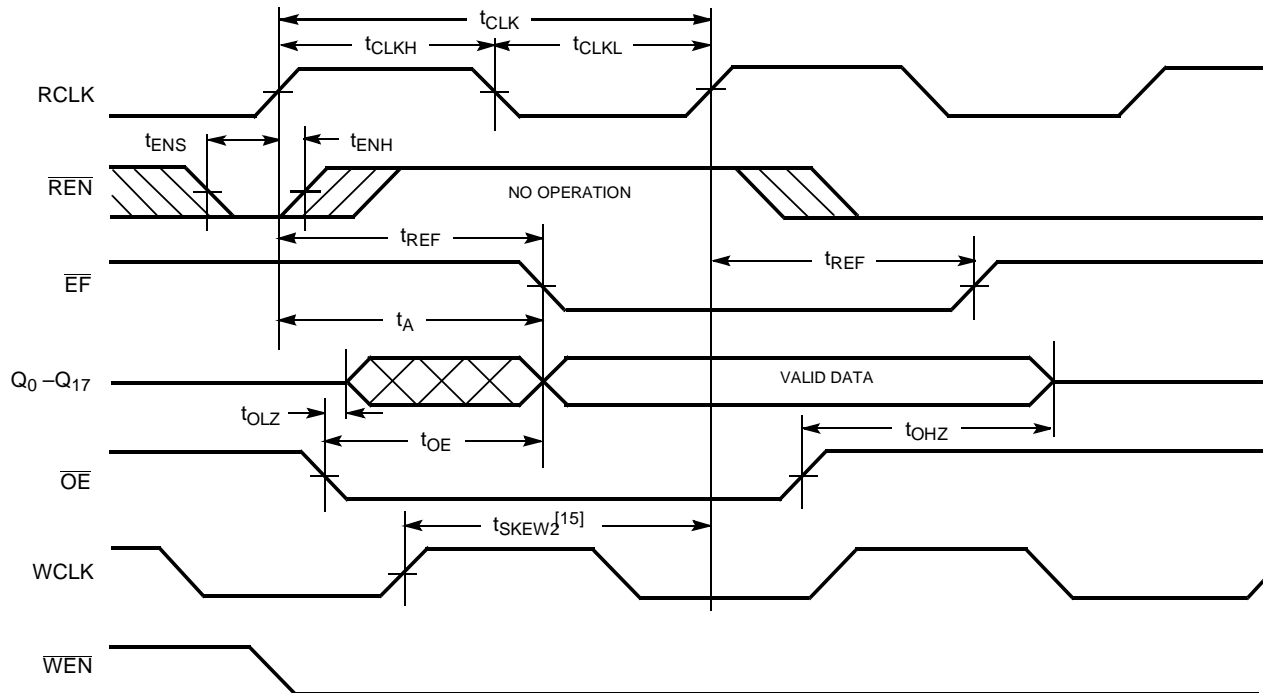 tCLK
tCLKH tCLKL
RCLK
tENS tENH
REN NO OPERATION
tREF tREF
EF
tA
Q0 –Q17 VALID DATA
tOLZ tOE tOHZ
OE
tSKEW2[15]
WCLK
WEN